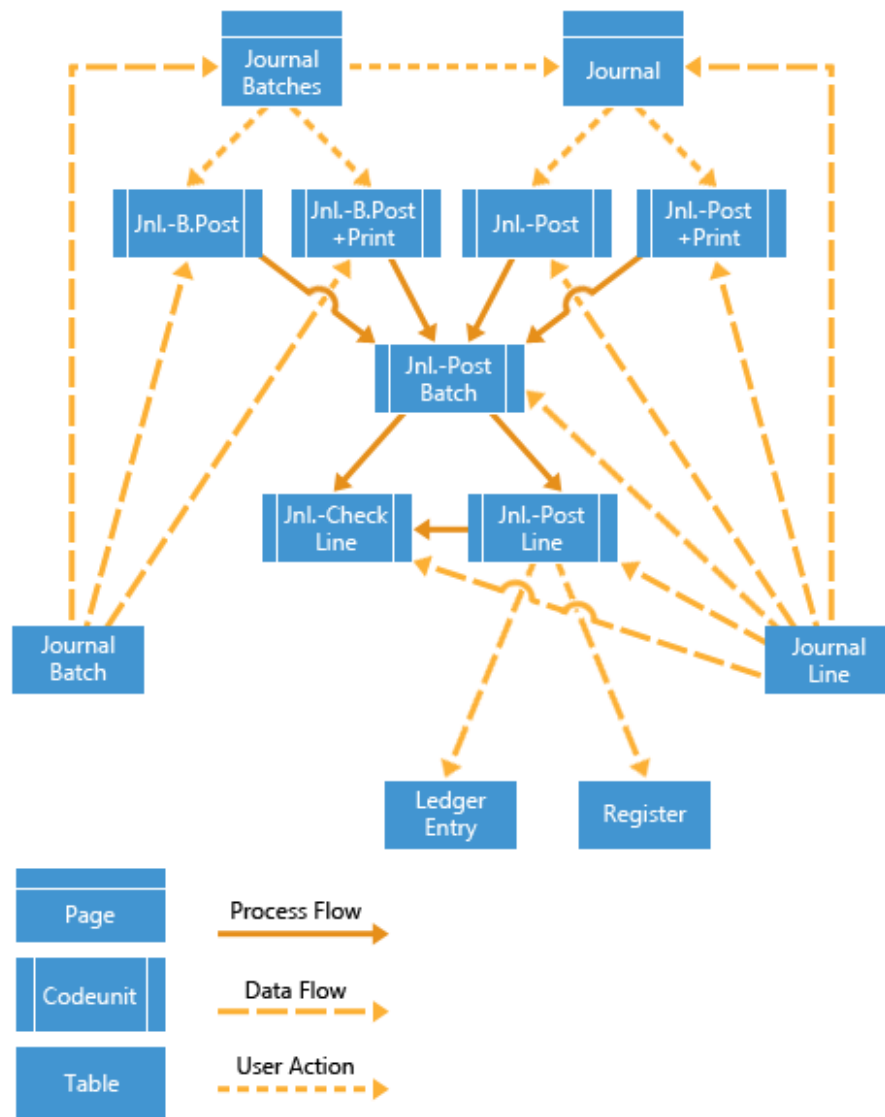 Journal
Batches
Journal
Jnl.-B.Post
Jnl.-B.Post
+Print
Jnl.-Post
Jnl.-Post
+Print
Jnl.-Post
Batch
Jnl.-Check
Line
Jnl.-Post
Line
Journal
Batch
Journal
Line
Ledger
Entry
Register
Page
Process Flow
Codeunit
Data Flow
Table
User Action